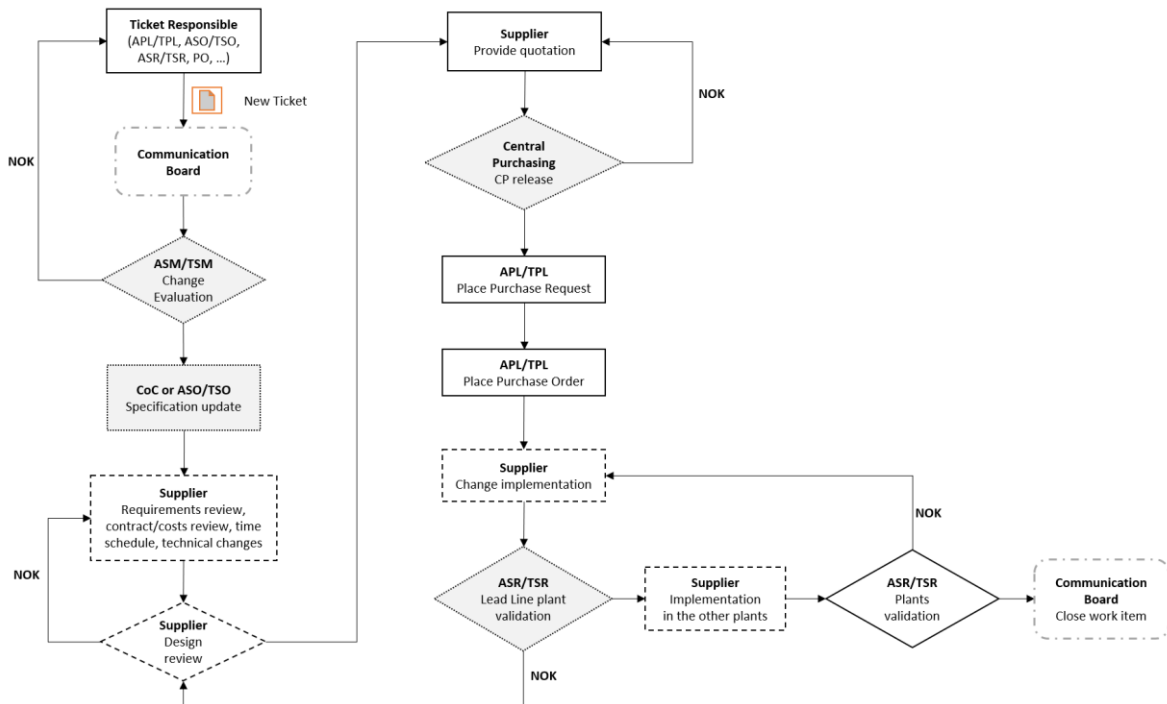 Ticket Responsible
(APL/TPL, ASO/TSO,
ASR/TSR, PO, ...)
New Ticket
NOK
Communication
Board
ASM/TSM
Change
Evaluation
CoC or ASO/TSO
Specification update
Supplier
Requirements review,
contract/costs review, time
schedule, technical changes
NOK
Supplier
Design
review
Supplier
Provide quotation
NOK
Central
Purchasing
CP release
APL/TPL
Place Purchase Request
APL/TPL
Place Purchase Order
Supplier
Change implementation
NOK
ASR/TSR
Lead Line plant
validation
NOK
Supplier
Implementation
in the other plants
ASR/TSR
Plants
validation
Communication
Board
Close work item